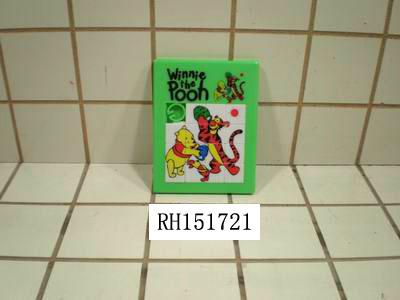 Winnie
the
Pooh
RH151721